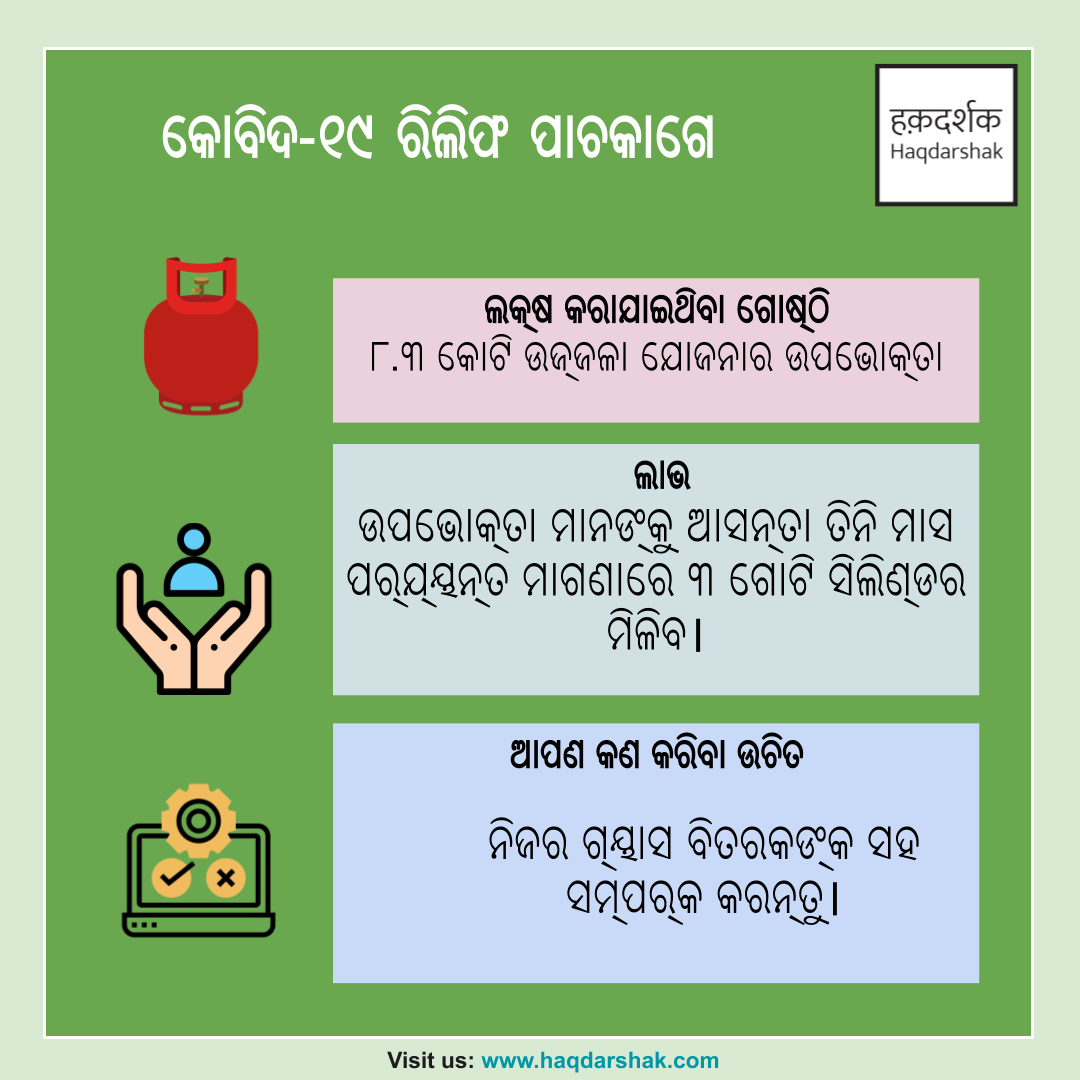 କୋବିଦ-୧୯ ରିଲିଫ ପାଚକାଗେ
हक़दर्शक
Haqdarshak
ଲକ୍ଷ କରାଯାଇଥିବା ଗୋଷ୍ଠି
୮.୩ କୋଟି ଉଜ୍ଜଳା ଯୋଜନାର ଉପଭୋକ୍ତା
ଲାଭ
ଉପଭୋକ୍ତା ମାନଙ୍କୁ ଆସନ୍ତା ତିନି ମାସ
ପର୍ଯ୍ୟନ୍ତ ମାଗଣାରେ ୩ ଗୋଟି ସିଲିଣ୍ଡର
ମିଳିବ।
ଆପଣ କଣ କରିବା ଉଚିତ
ନିଜର ଗ୍ୟାସ ବିତରକଙ୍କ ସହ
ସମ୍ପର୍କ କରନ୍ତୁ।
Visit us: www.haqdarshak.com